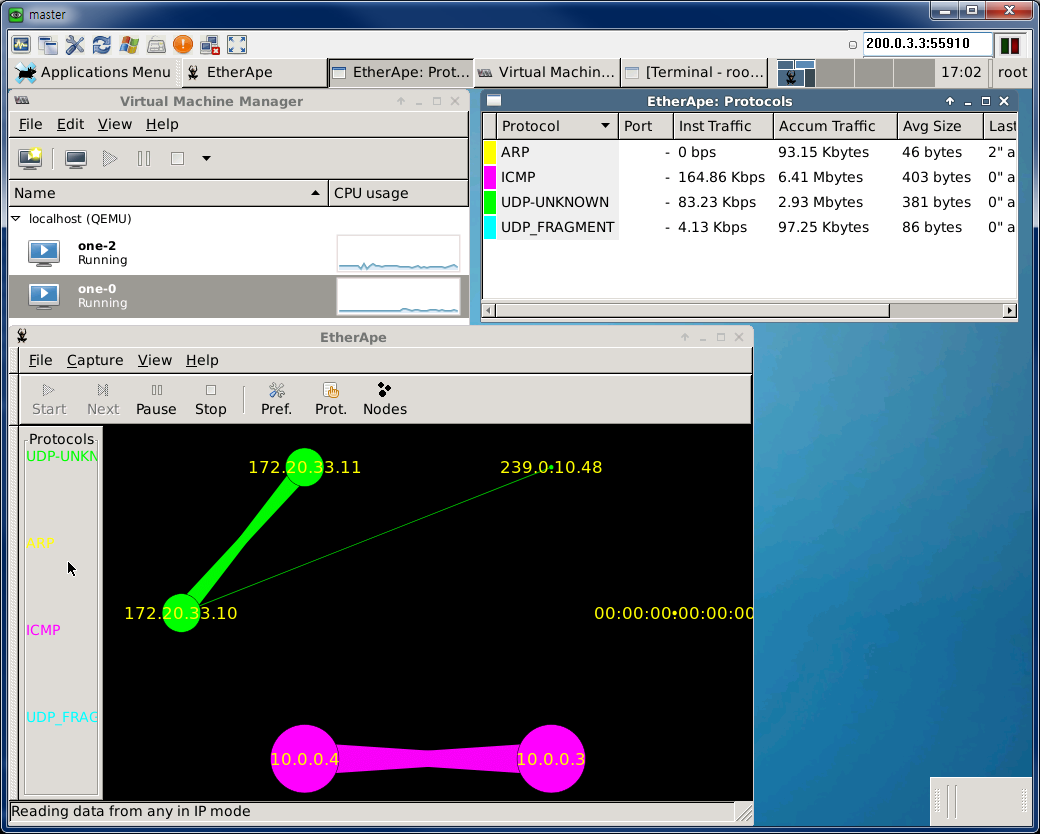 master
200.0.3.3:55910
Applications Menu
EtherApe
EtherApe: Prot...
Virtual Machin...
[Terminal - roo...
17:02
root
Virtual Machine Manager
File Edit View Help
Name CPU usage
localhost (QEMU)
one-2
Running
one-0
Running
EtherApe: Protocols
Protocol Port Inst Traffic Accum Traffic Avg Size Last
ARP - 0 bps 93.15 Kbytes 46 bytes 2" a
ICMP - 164.86 Kbps 6.41 Mbytes 403 bytes 0" a
UDP-UNKNOWN - 83.23 Kbps 2.93 Mbytes 381 bytes 0" a
UDP_FRAGMENT - 4.13 Kbps 97.25 Kbytes 86 bytes 0" a
EtherApe
File Capture View Help
Start Next Pause Stop Pref. Prot. Nodes
Protocols
UDP-UNKN
ARP
ICMP
UDP_FRAG
172.20.33.11
239.0.10.48
172.20.33.10
00:00:00:00:00:00
10.0.0.4
10.0.0.3
Reading data from any in IP mode